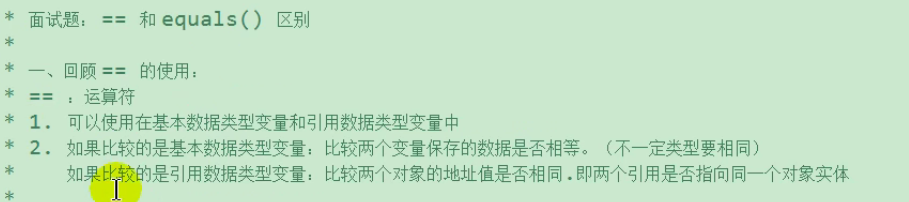 * 面试题： == 和 equals() 区别
*
* 一、回顾 == 的使用：
* == ：运算符
* 1. 可以使用在基本数据类型变量和引用数据类型变量中
* 2. 如果比较的是基本数据类型变量：比较两个变量保存的数据是否相等。（不一定类型要相同）
* 如果比较的是引用数据类型变量：比较两个对象的地址值是否相同.即两个引用是否指向同一个对象实体
*